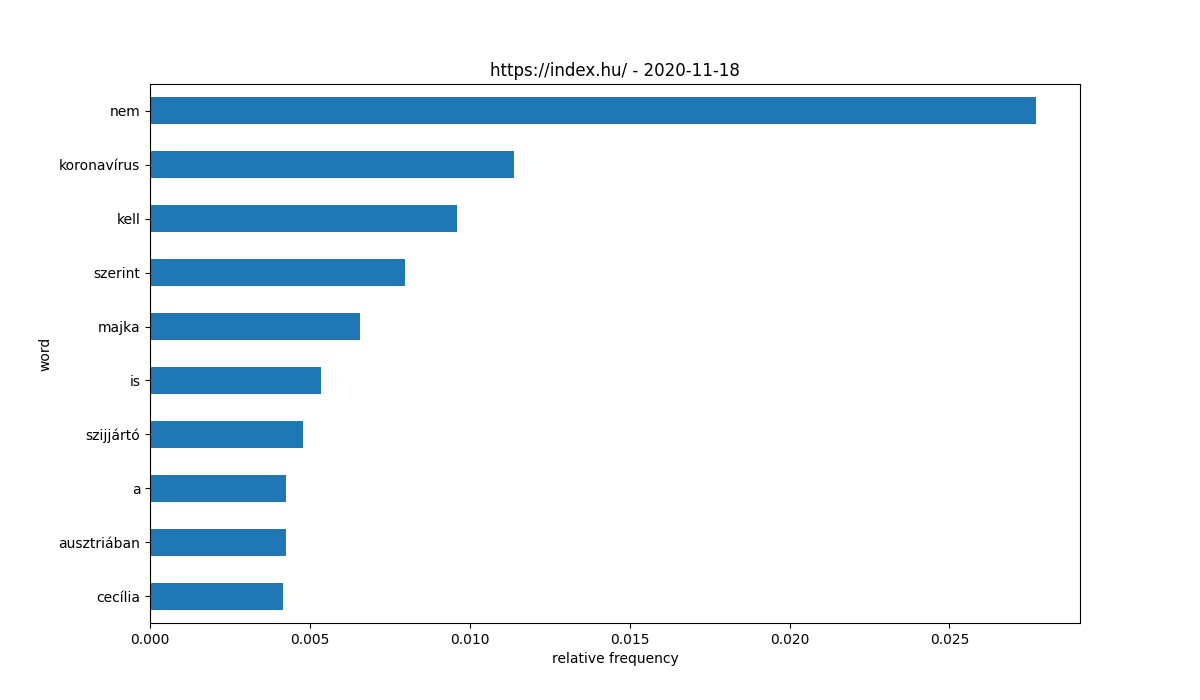 https://index.hu/ - 2020-11-18
word
nem
koronavírus
kell
szerint
majka
is
szijjártó
a
ausztriában
cecília
0.000 0.005 0.010 0.015 0.020 0.025
relative frequency